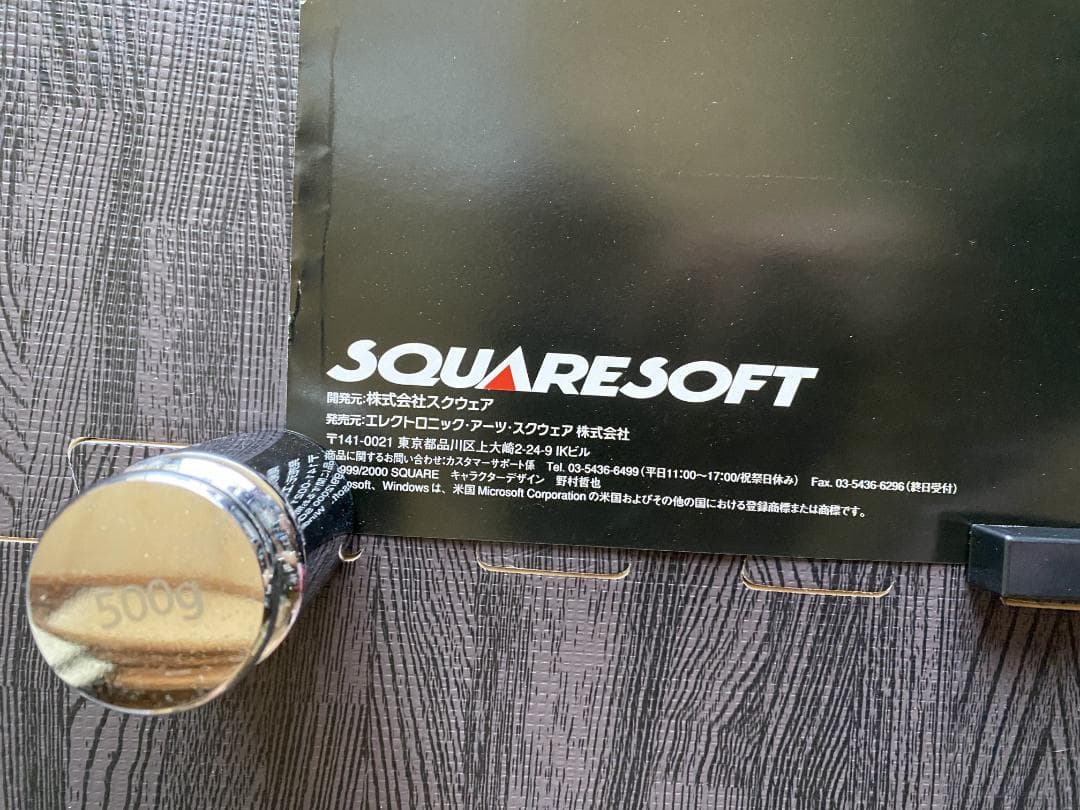 SQUARESOFT
開発元:株式会社スクウェア
発売元:エレクトロニック・アーツ・スクウェア 株式会社
〒141-0021 東京都品川区上大崎2-24-9 IKビル
商品に関するお問い合わせ:カスタマーサポート係 Tel. 03-5436-6499(平日11:00〜17:00/祝祭日休み) Fax. 03-5436-6296(終日受付)
1999/2000 SQUARE キャラクターデザイン 野村哲也
soft、Windowsは、米国 Microsoft Corporation の米国およびその他の国における登録商標または商標です。
500g